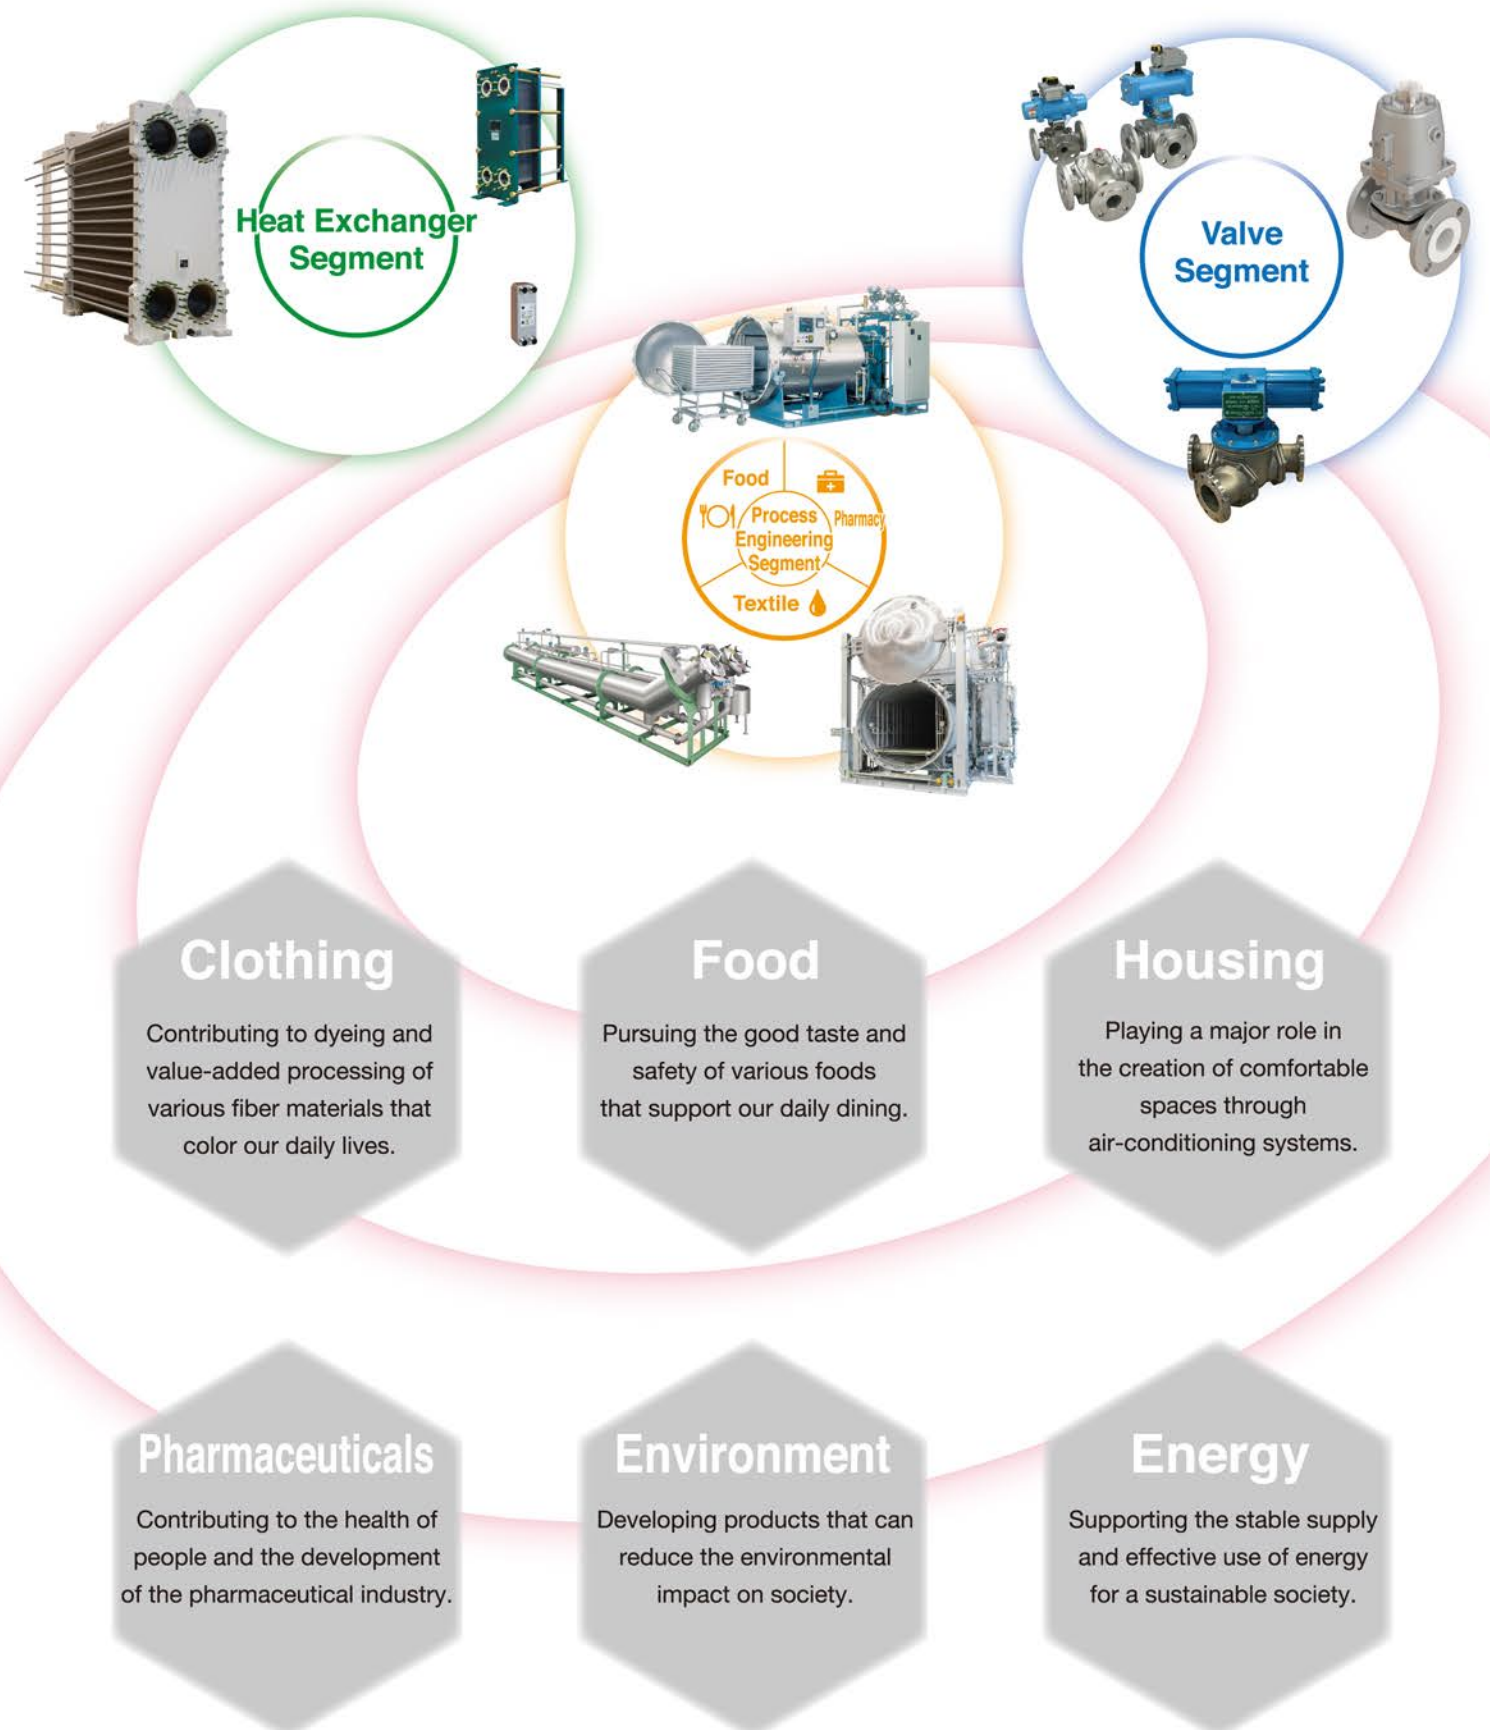 Heat Exchanger
Segment
Valve
Segment
Food
Pharmacy
Process
Engineering
Segment
Textile
Clothing
Contributing to dyeing and
value-added processing of
various fiber materials that
color our daily lives.
Food
Pursuing the good taste and
safety of various foods
that support our daily dining.
Housing
Playing a major role in
the creation of comfortable
spaces through
air-conditioning systems.
Pharmaceuticals
Contributing to the health of
people and the development
of the pharmaceutical industry.
Environment
Developing products that can
reduce the environmental
impact on society.
Energy
Supporting the stable supply
and effective use of energy
for a sustainable society.